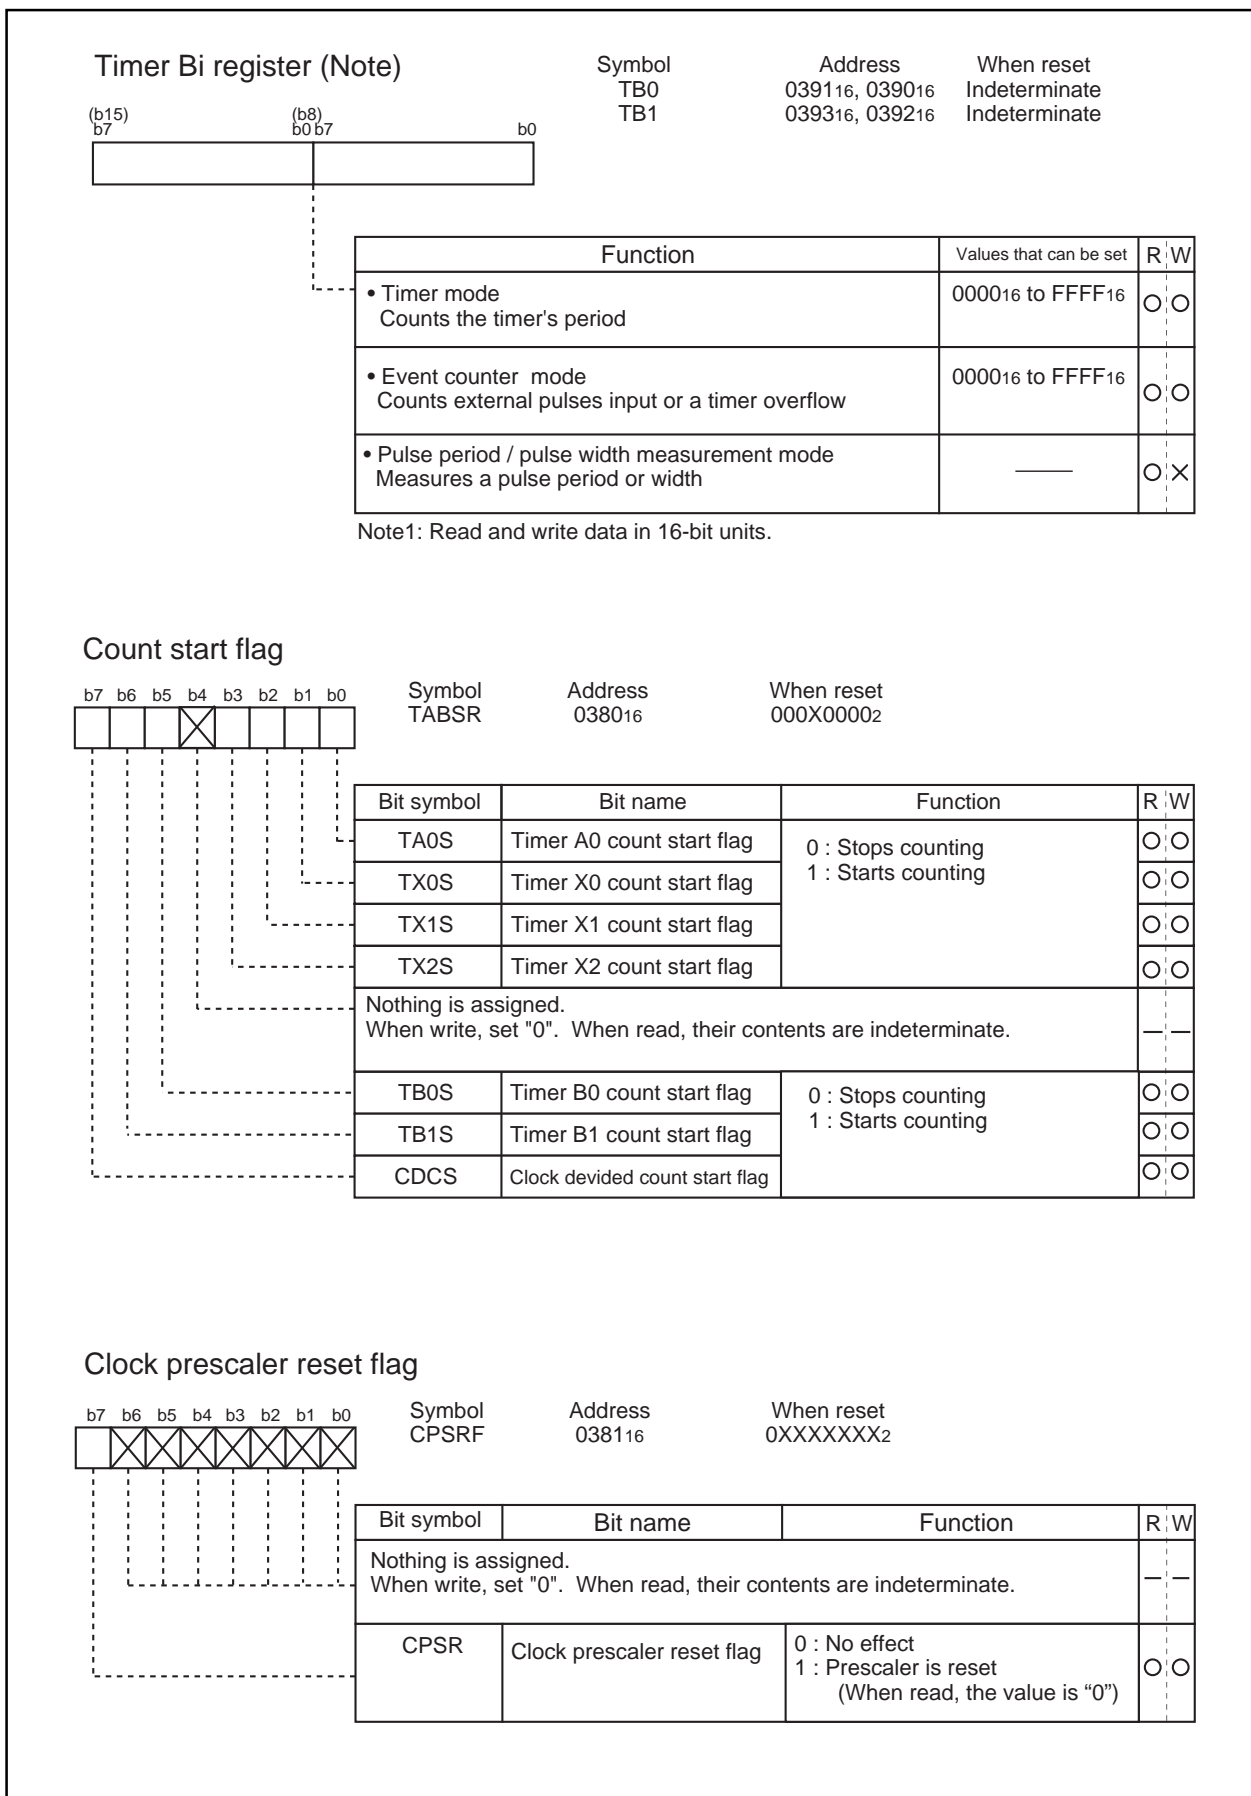 Timer Bi register (Note)
Symbol Address When reset
TB0 039116, 039016 Indeterminate
TB1 039316, 039216 Indeterminate
(b15) (b8)
b7 b0 b7 b0
Function Values that can be set R W
• Timer mode 000016 to FFFF16
Counts the timer's period
• Event counter mode 000016 to FFFF16
Counts external pulses input or a timer overflow
• Pulse period / pulse width measurement mode
Measures a pulse period or width
Note1: Read and write data in 16-bit units.
Count start flag
b7 b6 b5 b4 b3 b2 b1 b0
Symbol Address When reset
TABSR 038016 000X00002
Bit symbol Bit name Function R W
TA0S Timer A0 count start flag 0 : Stops counting
1 : Starts counting
TX0S Timer X0 count start flag
TX1S Timer X1 count start flag
TX2S Timer X2 count start flag
Nothing is assigned.
When write, set "0". When read, their contents are indeterminate.
TB0S Timer B0 count start flag 0 : Stops counting
1 : Starts counting
TB1S Timer B1 count start flag
CDCS Clock devided count start flag
Clock prescaler reset flag
b7 b6 b5 b4 b3 b2 b1 b0
Symbol Address When reset
CPSRF 038116 0XXXXXXX2
Bit symbol Bit name Function R W
Nothing is assigned.
When write, set "0". When read, their contents are indeterminate.
CPSR Clock prescaler reset flag 0 : No effect
1 : Prescaler is reset
(When read, the value is “0”)